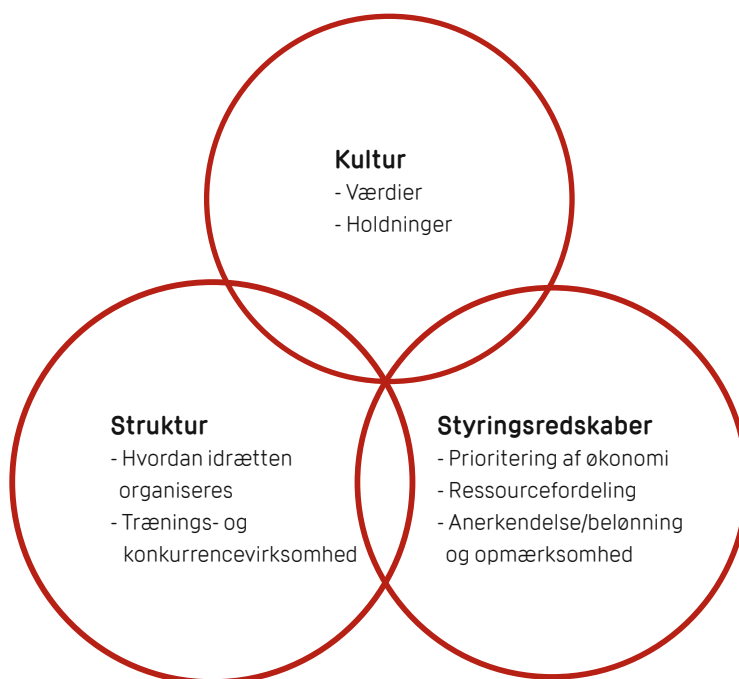 Kultur
- Værdier
- Holdninger
Struktur
- Hvordan idrætten
organiseres
- Trænings- og
konkurrencevirksomhed
Styringsredskaber
- Prioritering af økonomi
- Ressourcefordeling
- Anerkendelse/belønning
og opmærksomhed